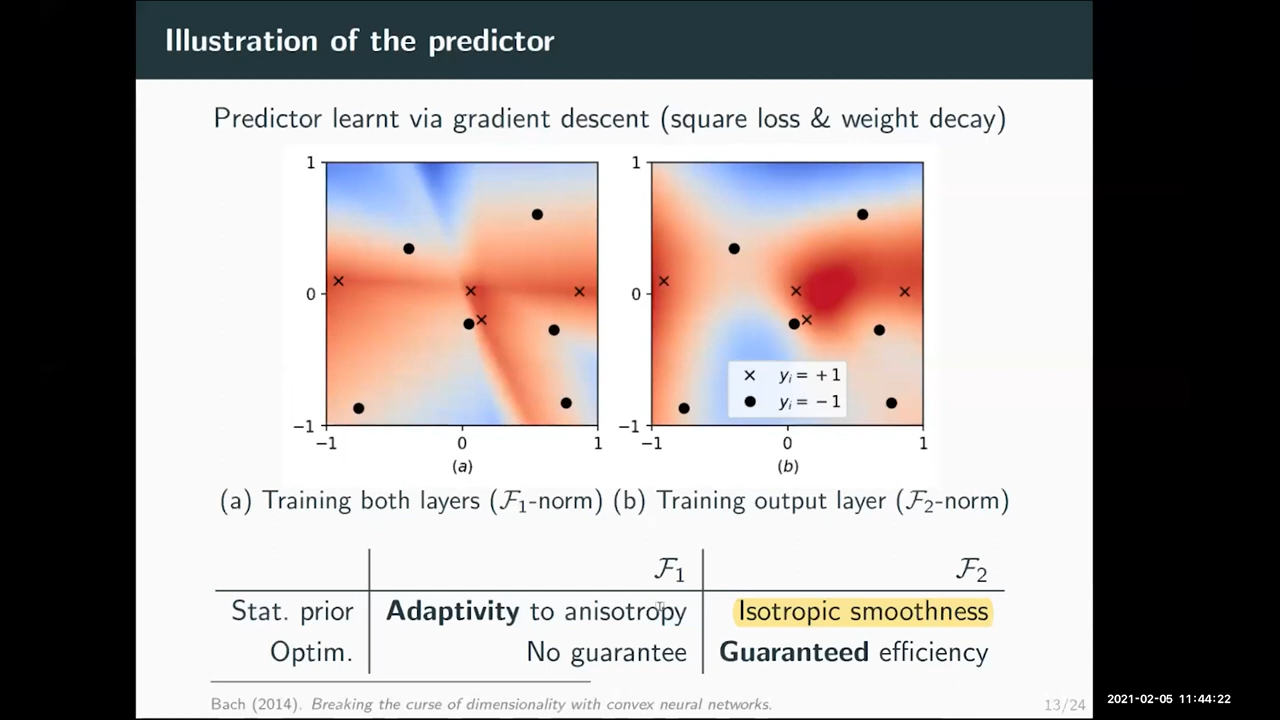 Illustration of the predictor
Predictor learnt via gradient descent (square loss & weight decay)
1
0
−1
−1 0 1
(a)
1
0
−1
−1 0 1
(b)
× yᵢ = +1
● yᵢ = −1
(a) Training both layers (ℱ₁-norm) (b) Training output layer (ℱ₂-norm)
ℱ₁ ℱ₂
Stat. prior Adaptivity to anisotropy Isotropic smoothness
Optim. No guarantee Guaranteed efficiency
Bach (2014). Breaking the curse of dimensionality with convex neural networks.
13/24
2021-02-05 11:44:22